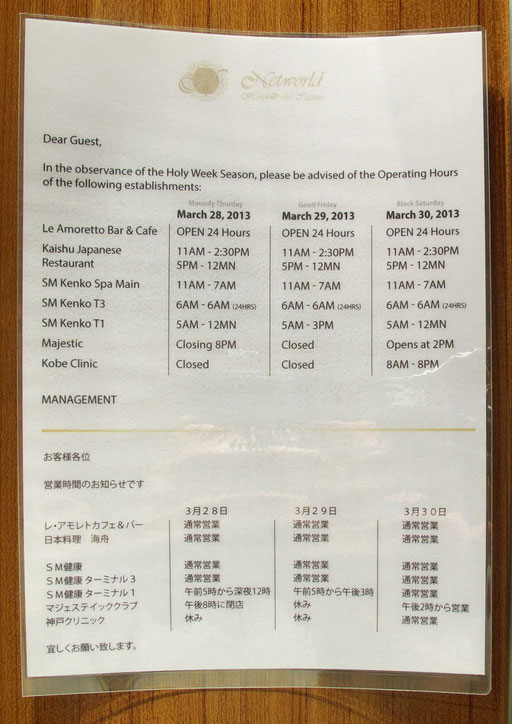 Networld
Hotel and Casino
Dear Guest,
In the observance of the Holy Week Season, please be advised of the Operating Hours
of the following establishments:
Maundy Thurday Good Friday Black Saturday
March 28, 2013 March 29, 2013 March 30, 2013
Le Amoretto Bar & Cafe OPEN 24 Hours OPEN 24 Hours OPEN 24 Hours
Kaishu Japanese 11AM - 2:30PM 11AM - 2:30PM 11AM - 2:30PM
Restaurant 5PM - 12MN 5PM - 12MN 5PM - 12MN
SM Kenko Spa Main 11AM - 7AM 11AM - 7AM 11AM - 7AM
SM Kenko T3 6AM - 6AM (24HRS) 6AM - 6AM (24HRS) 6AM - 6AM (24HRS)
SM Kenko T1 5AM - 12MN 5AM - 3PM 5AM - 12MN
Majestic Closing 8PM Closed Opens at 2PM
Kobe Clinic Closed Closed 8AM - 8PM
MANAGEMENT
お客様各位
営業時間のお知らせです
3月28日 3月29日 3月30日
レ・アモレトカフェ&バー 通常営業 通常営業 通常営業
日本料理 海舟 通常営業 通常営業 通常営業
SM健康 通常営業 通常営業 通常営業
SM健康 ターミナル3 通常営業 通常営業 通常営業
SM健康 ターミナル1 午前5時から深夜12時 午前5時から午後3時 通常営業
マジェステイッククラブ 午後8時に閉店 休み 午後2時から営業
神戸クリニック 休み 休み 通常営業
宜しくお願い致します。